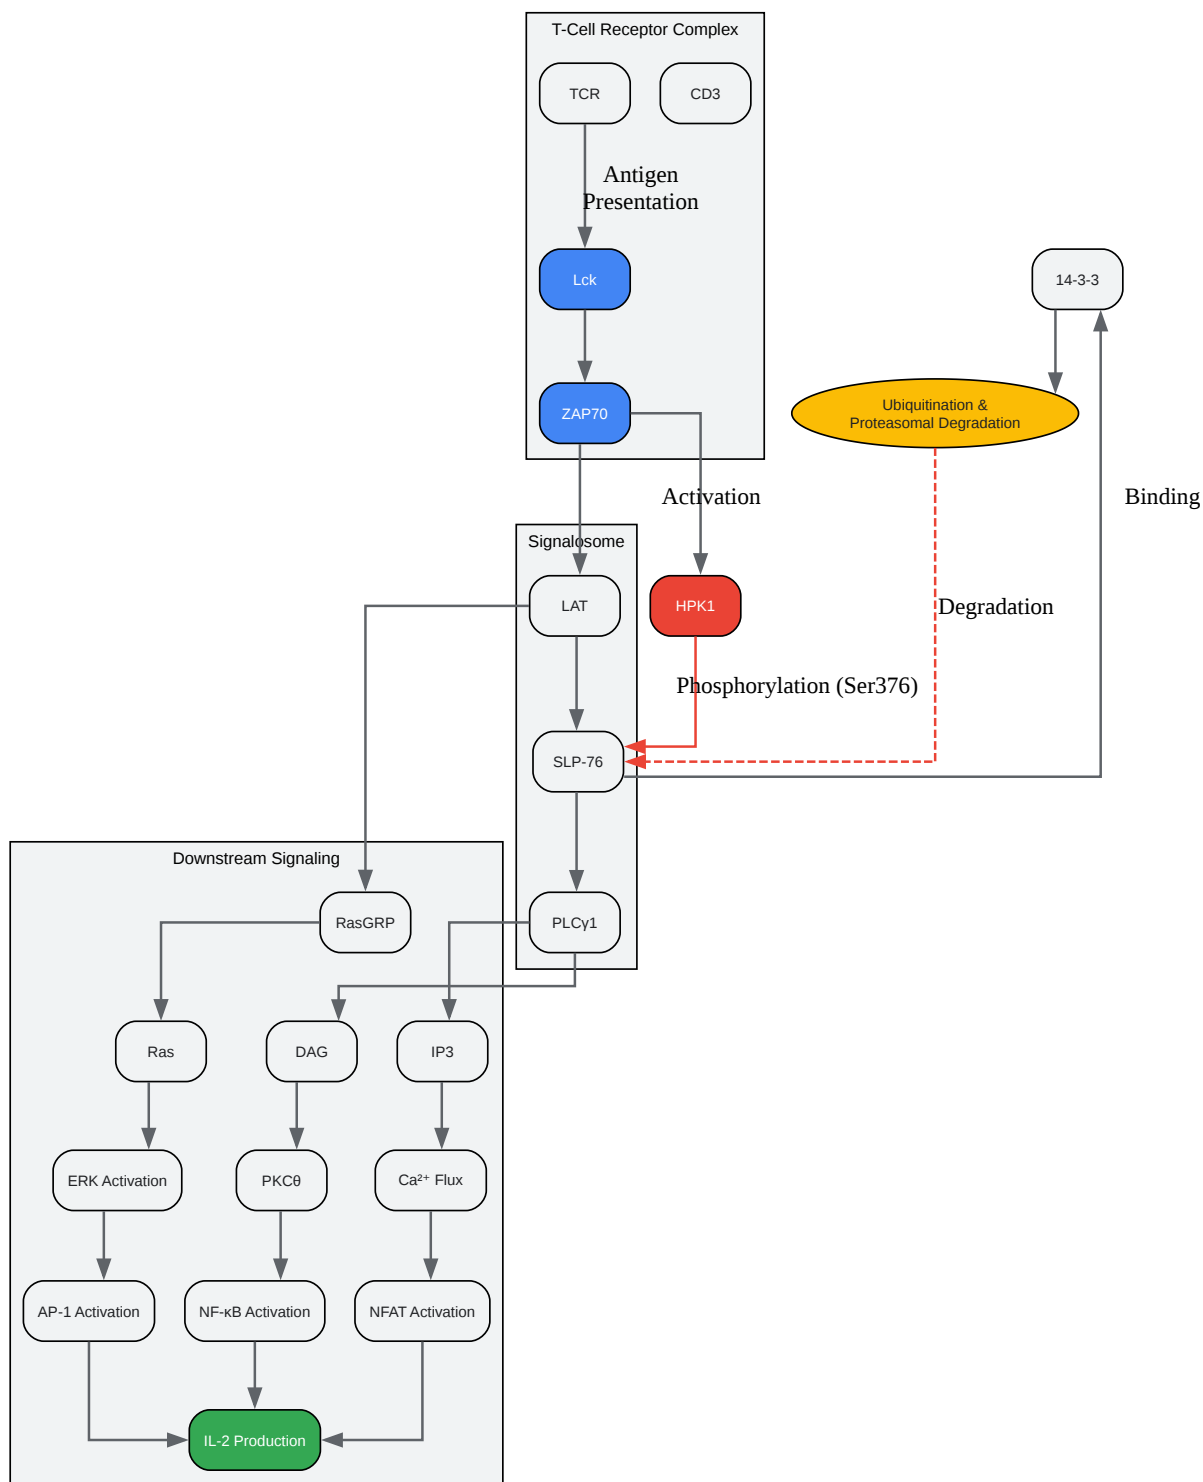 T-Cell Receptor Complex
TCR
CD3
Antigen
Presentation
Lck
14-3-3
ZAP70
Ubiquitination &
Proteasomal Degradation
Activation
Binding
Signalosome
LAT
HPK1
Degradation
Phosphorylation (Ser376)
SLP-76
Downstream Signaling
RasGRP
PLCγ1
Ras
DAG
IP3
ERK Activation
PKCθ
Ca²⁺ Flux
AP-1 Activation
NF-κB Activation
NFAT Activation
IL-2 Production